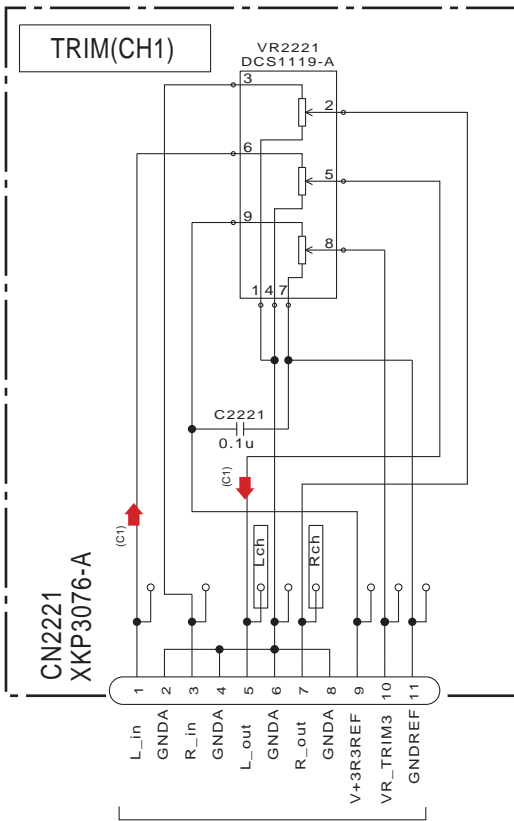 TRIM(CH1)
VR2221
DCS1119-A
3
2
6
5
9
8
1 4 7
C2221
0.1u
(C1)
(C1)
Lch
Rch
CN2221
XKP3076-A
1 2 3 4 5 6 7 8 9 10 11
L_in
GNDA
R_in
GNDA
L_out
GNDA
R_out
GNDA
V+3R3REF
VR_TRIM3
GNDREF